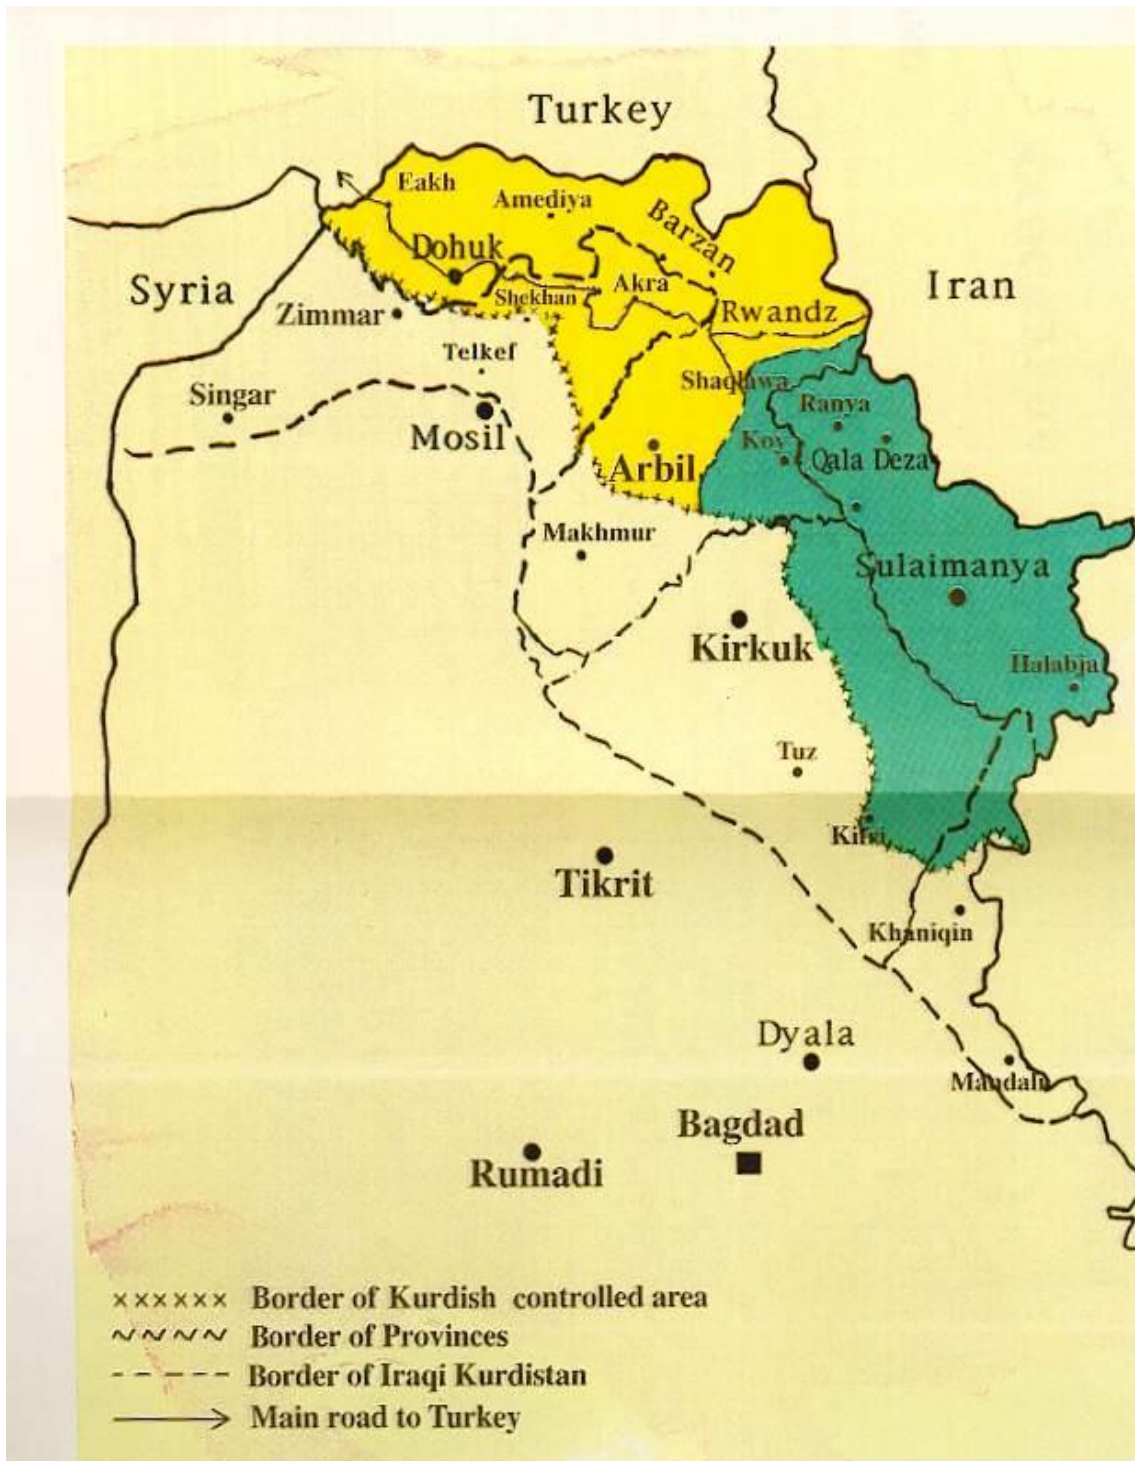 Turkey
Eakh
Amediya
Barzan
Dohuk
Iran
Syria
Akra
Shekhan
Rwandz
Zimmar
Telkef
Shaqlawa
Singar
Ranya
Mosil
Koy
Qala Deza
Arbil
Makhmur
Sulaimanya
Kirkuk
Halabja
Tuz
Kifri
Tikrit
Khaniqin
Dyala
Mandali
Bagdad
Rumadi
Border of Kurdish controlled area
Border of Provinces
Border of Iraqi Kurdistan
Main road to Turkey